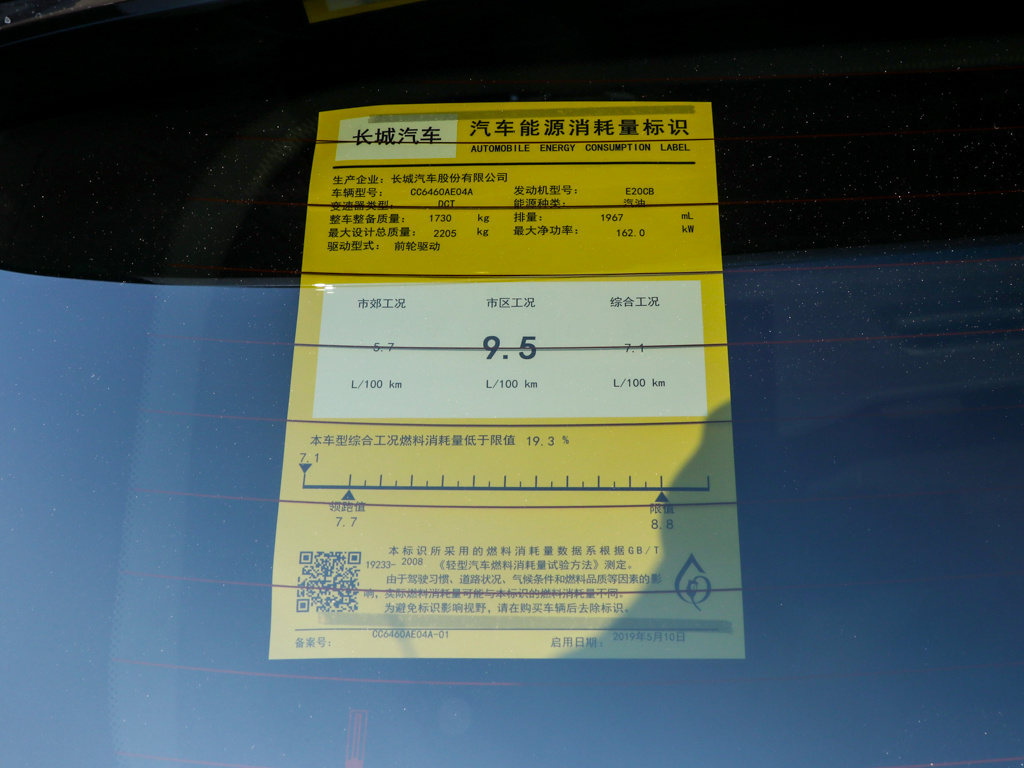 长城汽车
汽车能源消耗量标识
AUTOMOBILE ENERGY CONSUMPTION LABEL
生产企业：长城汽车股份有限公司
车辆型号： CC6460AE04A 发动机型号： E20CB
变速器类型： DCT 能源种类： 汽油
整车整备质量： 1730 kg 排量： 1967 mL
最大设计总质量： 2205 kg 最大净功率： 162.0 kW
驱动型式： 前轮驱动
市郊工况 市区工况 综合工况
5.7 9.5 7.1
L/100 km L/100 km L/100 km
本车型综合工况燃料消耗量低于限值 19.3 %
7.1
领跑值 限值
7.7 8.8
本标识所采用的燃料消耗量数据系根据GB/T
19233-2008 《轻型汽车燃料消耗量试验方法》测定。
由于驾驶习惯、道路状况、气候条件和燃料品质等因素的影
响，实际燃料消耗量可能与本标识的燃料消耗量不同。
为避免标识影响视野，请在购买车辆后去除标识。
备案号： CC6460AE04A-01 启用日期： 2019年5月10日